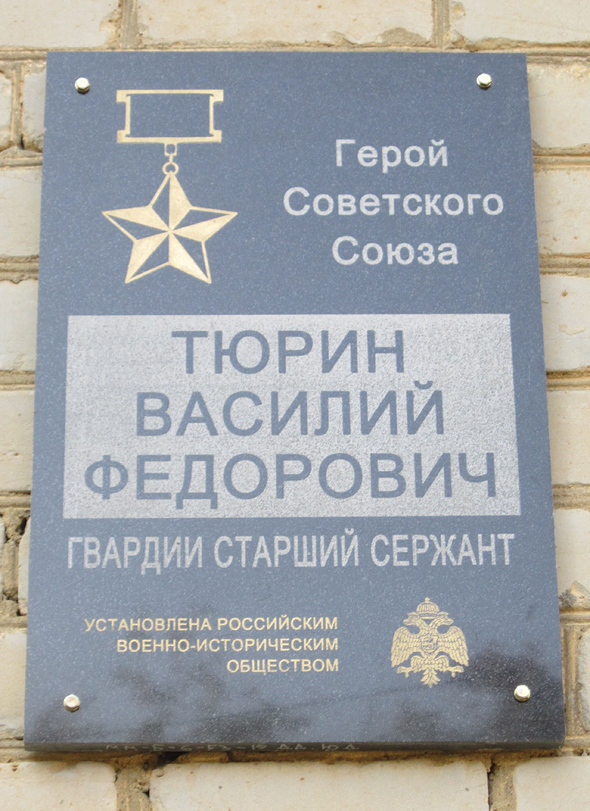 Герой
Советского
Союза
ТЮРИН
ВАСИЛИЙ
ФЕДОРОВИЧ
ГВАРДИИ СТАРШИЙ СЕРЖАНТ
УСТАНОВЛЕНА РОССИЙСКИМ
ВОЕННО-ИСТОРИЧЕСКИМ
ОБЩЕСТВОМ